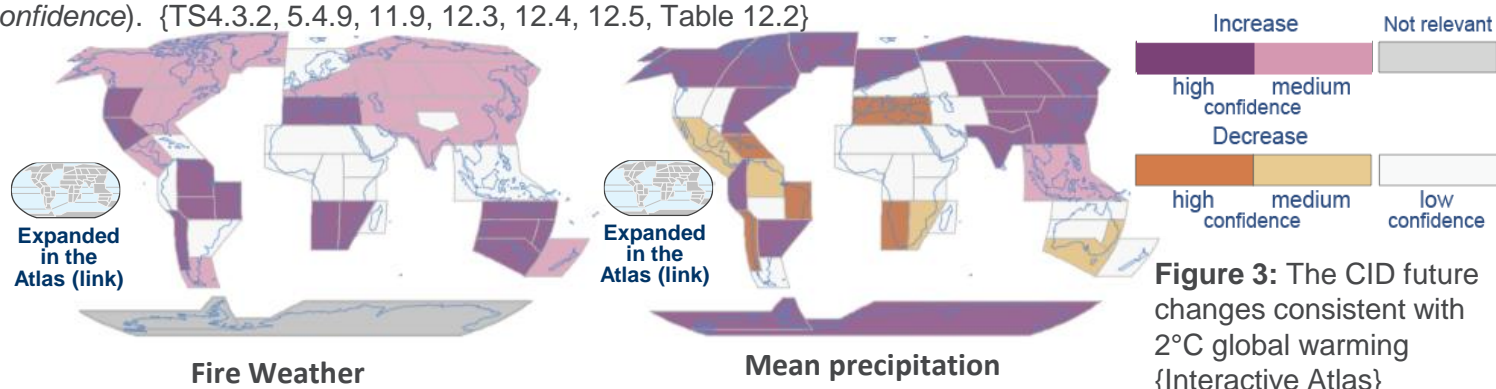 onfidence). {TS4.3.2, 5.4.9, 11.9, 12.3, 12.4, 12.5, Table 12.2}
Increase
Not relevant
high medium
confidence
Decrease
high medium
confidence
low
confidence
Expanded
in the
Atlas (link)
Expanded
in the
Atlas (link)
Fire Weather
Mean precipitation
Figure 3: The CID future
changes consistent with
2°C global warming
{Interactive Atlas}